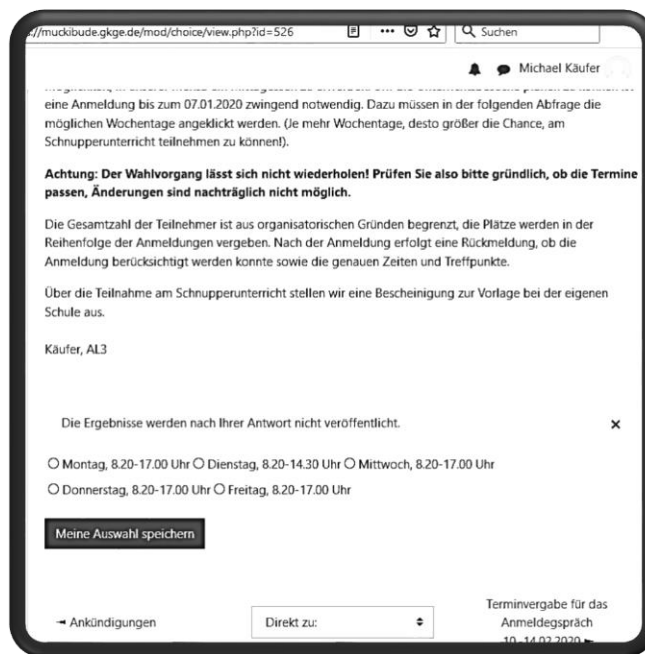 ://muckibude.gkge.de/mod/choice/view.php?id=526
Suchen
Michael Käufer
eine Anmeldung bis zum 07.01.2020 zwingend notwendig. Dazu müssen in der folgenden Abfrage die
möglichen Wochentage angeklickt werden. (Je mehr Wochentage, desto größer die Chance, am
Schnupperunterricht teilnehmen zu können!).
Achtung: Der Wahlvorgang lässt sich nicht wiederholen! Prüfen Sie also bitte gründlich, ob die Termine
passen, Änderungen sind nachträglich nicht möglich.
Die Gesamtzahl der Teilnehmer ist aus organisatorischen Gründen begrenzt, die Plätze werden in der
Reihenfolge der Anmeldungen vergeben. Nach der Anmeldung erfolgt eine Rückmeldung, ob die
Anmeldung berücksichtigt werden konnte sowie die genauen Zeiten und Treffpunkte.
Über die Teilnahme am Schnupperunterricht stellen wir eine Bescheinigung zur Vorlage bei der eigenen
Schule aus.
Käufer, AL3
Die Ergebnisse werden nach Ihrer Antwort nicht veröffentlicht.
Montag, 8.20-17.00 Uhr Dienstag, 8.20-14.30 Uhr Mittwoch, 8.20-17.00 Uhr
Donnerstag, 8.20-17.00 Uhr Freitag, 8.20-17.00 Uhr
Meine Auswahl speichern
Terminvergabe für das
◄ Ankündigungen Direkt zu: Anmeldegspräch
10.-14.02.2020 ►